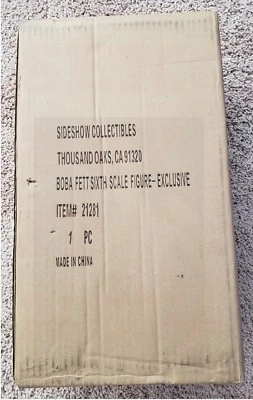 SIDESHOW COLLECTIBLES
THOUSAND OAKS, CA 91320
BOBA FETT SIXTH SCALE FIGURE- EXCLUSIVE
ITEM# 21281
1 PC
MADE IN CHINA